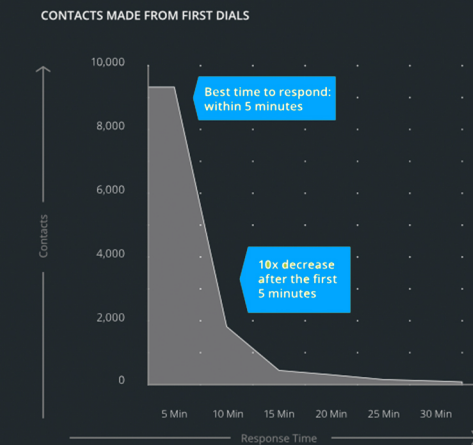 CONTACTS MADE FROM FIRST DIALS
10,000
8,000
6,000
4,000
2,000
0
Contacts
Best time to respond:
within 5 minutes
10x decrease
after the first
5 minutes
5 Min 10 Min 15 Min 20 Min 25 Min 30 Min
Response Time